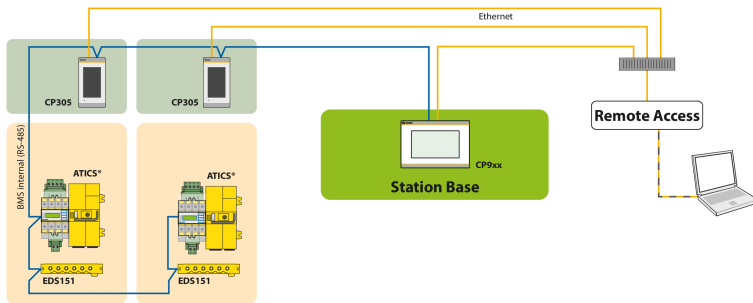 Ethernet
CP305
CP305
Remote Access
CP9xx
Station Base
BMS internal (RS-485)
ATICS®
ATICS®
EDS151
EDS151